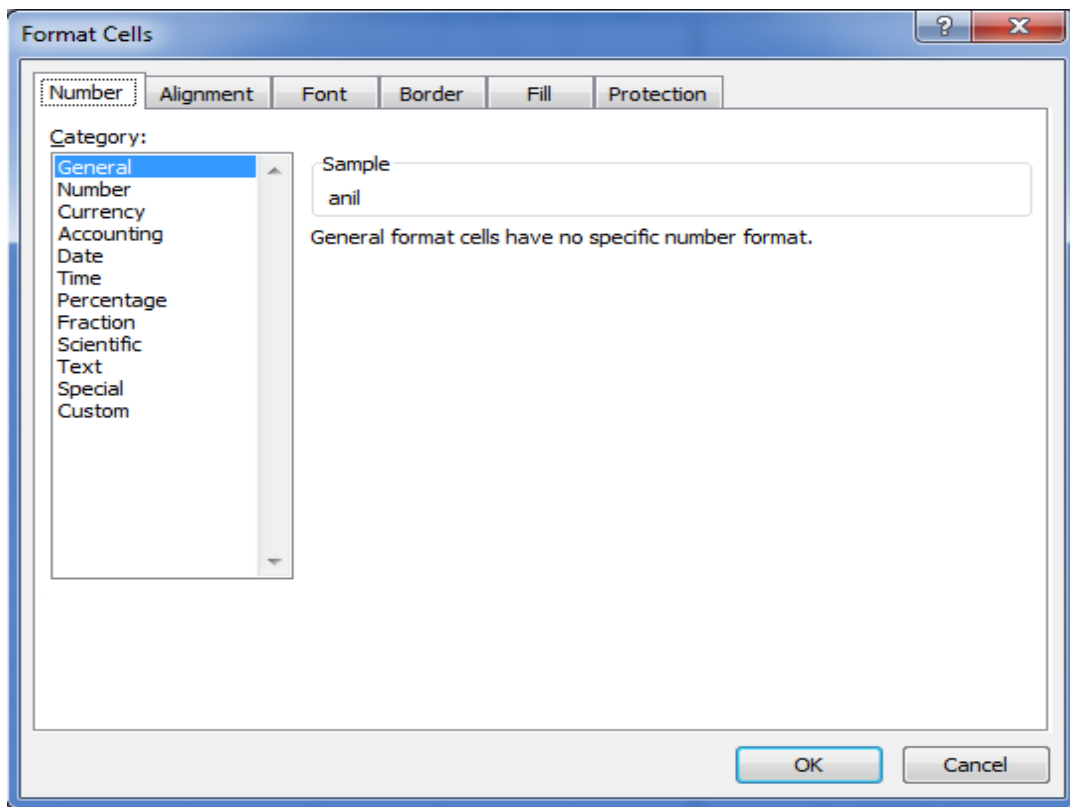 Format Cells
Number Alignment Font Border Fill Protection
Category:
General
Number
Currency
Accounting
Date
Time
Percentage
Fraction
Scientific
Text
Special
Custom
Sample
anil
General format cells have no specific number format.
OK Cancel